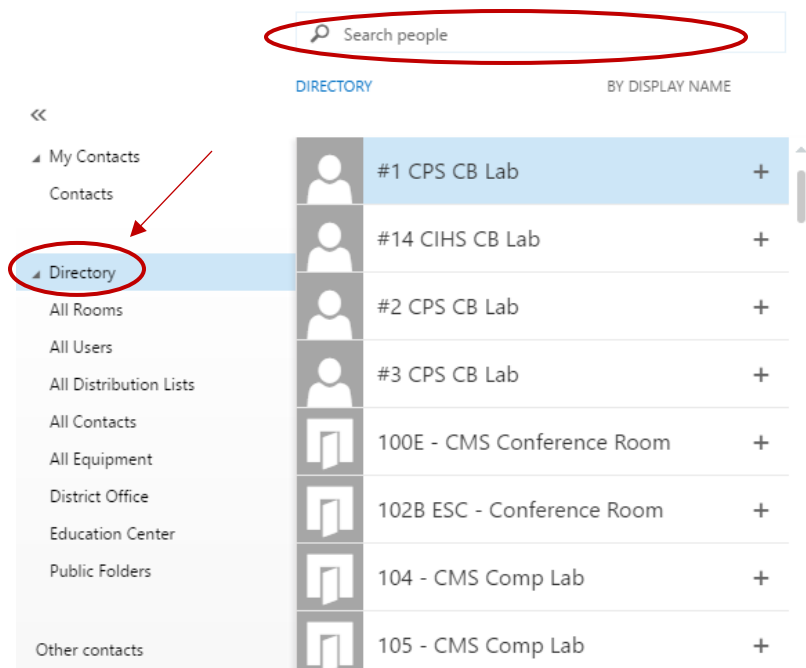 Search people
DIRECTORY BY DISPLAY NAME
«
My Contacts
Contacts
Directory
All Rooms
All Users
All Distribution Lists
All Contacts
All Equipment
District Office
Education Center
Public Folders
Other contacts
#1 CPS CB Lab +
#14 CIHS CB Lab +
#2 CPS CB Lab +
#3 CPS CB Lab +
100E - CMS Conference Room +
102B ESC - Conference Room +
104 - CMS Comp Lab +
105 - CMS Comp Lab +